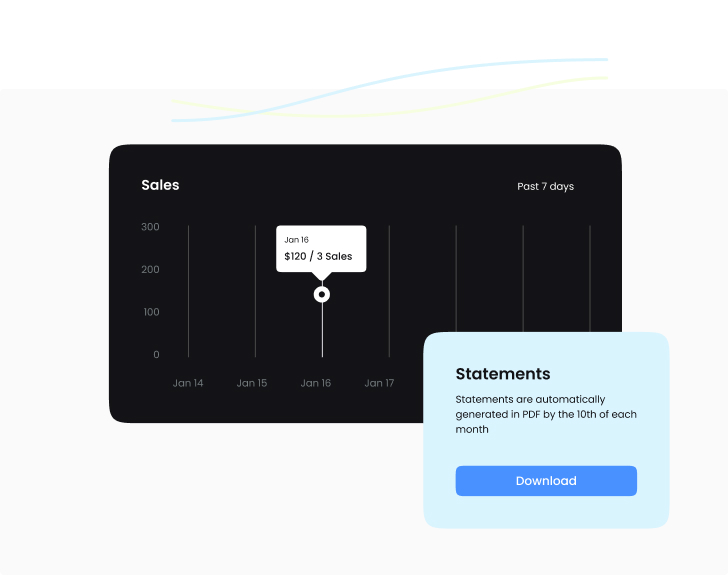 Sales
Past 7 days
300
200
100
0
Jan 16
$120 / 3 Sales
Jan 14
Jan 15
Jan 16
Jan 17
Statements
Statements are automatically
generated in PDF by the 10th of each
month
Download